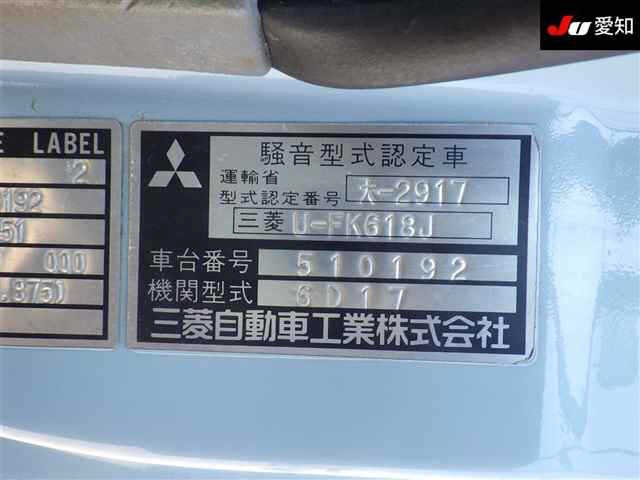 JU 愛知
E LABEL
2
192
51
000
.875)
騒音型式認定車
運輸省
型式認定番号 大-2917
三菱 U-FK618J
車台番号 510192
機関型式 6D17
三菱自動車工業株式会社